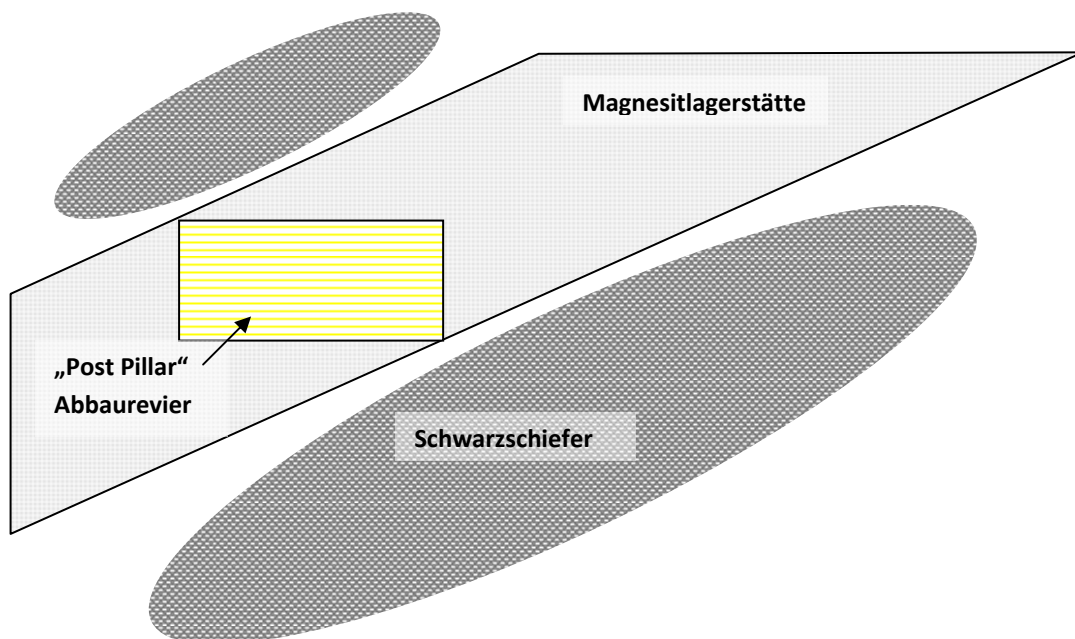 Magnesitlagerstätte
„Post Pillar“
Abbaurevier
Schwarzschiefer